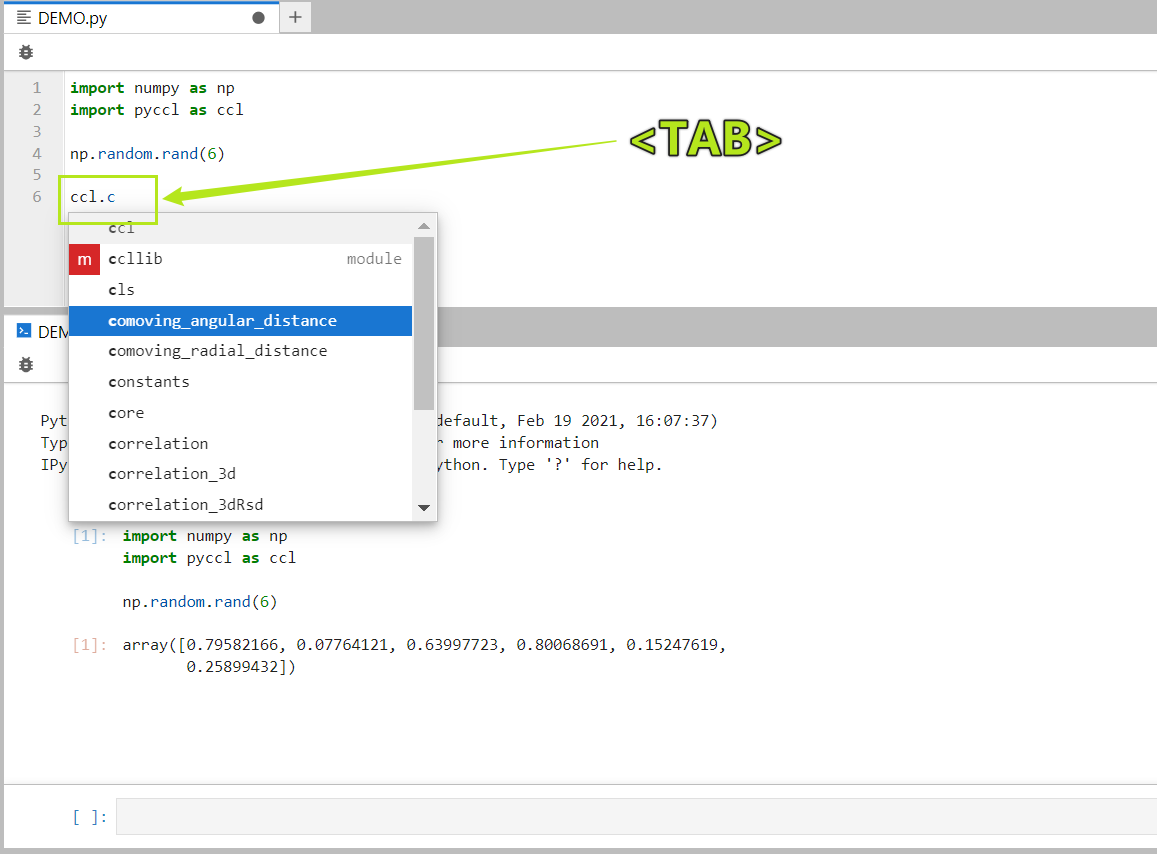 DEMO.py
+
1 import numpy as np
2 import pyccl as ccl
3
4 np.random.rand(6)
5
6 ccl.c
<TAB>
ccl
m ccllib module
cls
comoving_angular_distance
comoving_radial_distance
constants
core
correlation
correlation_3d
correlation_3dRsd
DEM
Pyt default, Feb 19 2021, 16:07:37)
Typ r more information
IPy ython. Type '?' for help.
[1]: import numpy as np
import pyccl as ccl
np.random.rand(6)
[1]: array([0.79582166, 0.07764121, 0.63997723, 0.80068691, 0.15247619,
0.25899432])
[ ]: